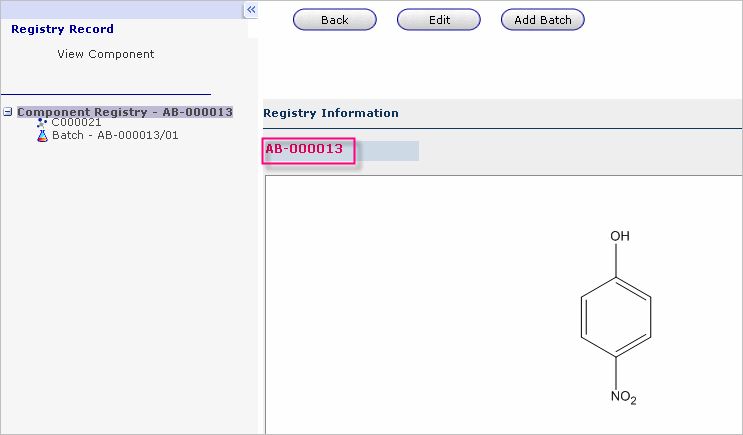 «
Registry Record
View Component
Component Registry - AB-000013
C000021
Batch - AB-000013/01
Back Edit Add Batch
Registry Information
AB-000013
OH
NO₂